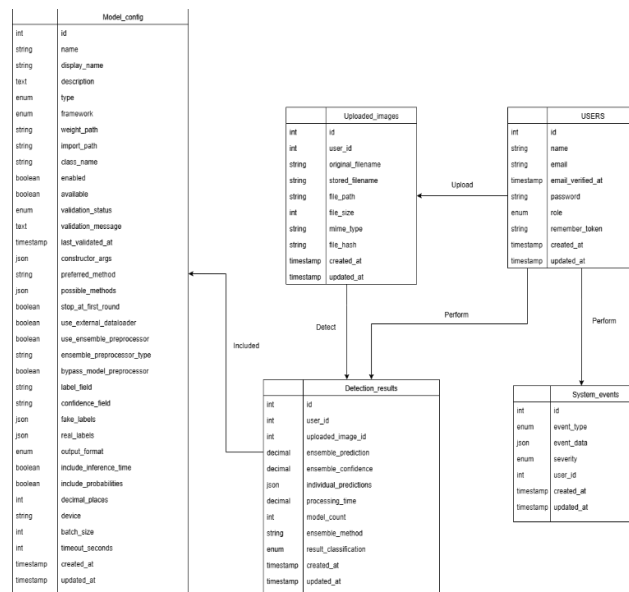 Model_config
int id
string name
string display_name
text description
enum type
enum framework
string weight_path
string import_path
string class_name
boolean enabled
boolean available
enum validation_status
text validation_message
timestamp last_validated_at
json constructor_args
string preferred_method
json possible_methods
boolean stop_at_first_round
boolean use_external_dataloader
boolean use_ensemble_preprocessor
string ensemble_preprocessor_type
boolean bypass_model_preprocessor
string label_field
string confidence_field
json fake_labels
json real_labels
enum output_format
boolean include_inference_time
boolean include_probabilities
int decimal_places
string device
int batch_size
int timeout_seconds
timestamp created_at
timestamp updated_at
Uploaded_images
int id
int user_id
string original_filename
string stored_filename
string file_path
int file_size
string mime_type
string file_hash
timestamp created_at
timestamp updated_at
Upload
USERS
int id
string name
string email
timestamp email_verified_at
string password
enum role
string remember_token
timestamp created_at
timestamp updated_at
Detect
Perform
Perform
Included
Detection_results
int id
int user_id
int uploaded_image_id
decimal ensemble_prediction
decimal ensemble_confidence
json individual_predictions
decimal processing_time
int model_count
string ensemble_method
enum result_classification
timestamp created_at
timestamp updated_at
System_events
int id
enum event_type
json event_data
enum severity
int user_id
timestamp created_at
timestamp updated_at